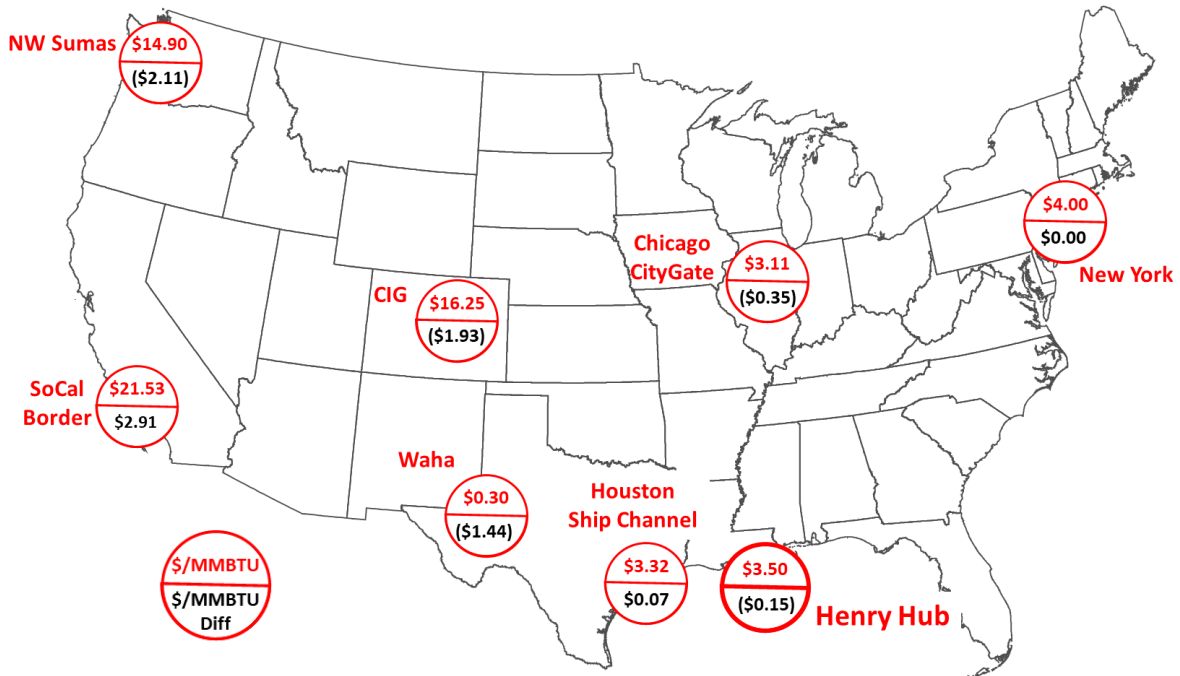 NW Sumas
$14.90
($2.11)
$4.00
$0.00
New York
Chicago
CityGate
$3.11
($0.35)
CIG
$16.25
($1.93)
SoCal
Border
$21.53
$2.91
Waha
$0.30
($1.44)
Houston
Ship Channel
$3.32
$0.07
$3.50
($0.15)
Henry Hub
$/MMBTU
$/MMBTU
Diff